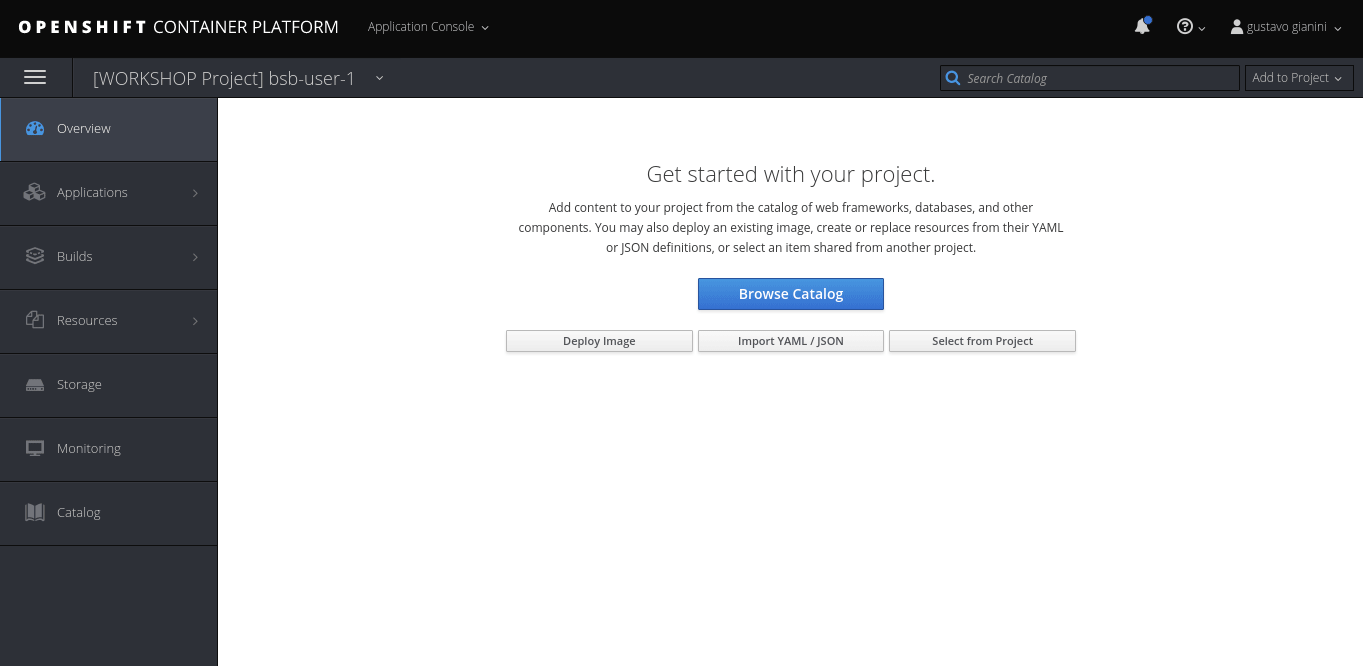 OPENSHIFT CONTAINER PLATFORM Application Console gustavo gianini
[WORKSHOP Project] bsb-user-1 Search Catalog Add to Project
Overview
Applications
Builds
Resources
Storage
Monitoring
Catalog
Get started with your project.
Add content to your project from the catalog of web frameworks, databases, and other
components. You may also deploy an existing image, create or replace resources from their YAML
or JSON definitions, or select an item shared from another project.
Browse Catalog
Deploy Image Import YAML / JSON Select from Project